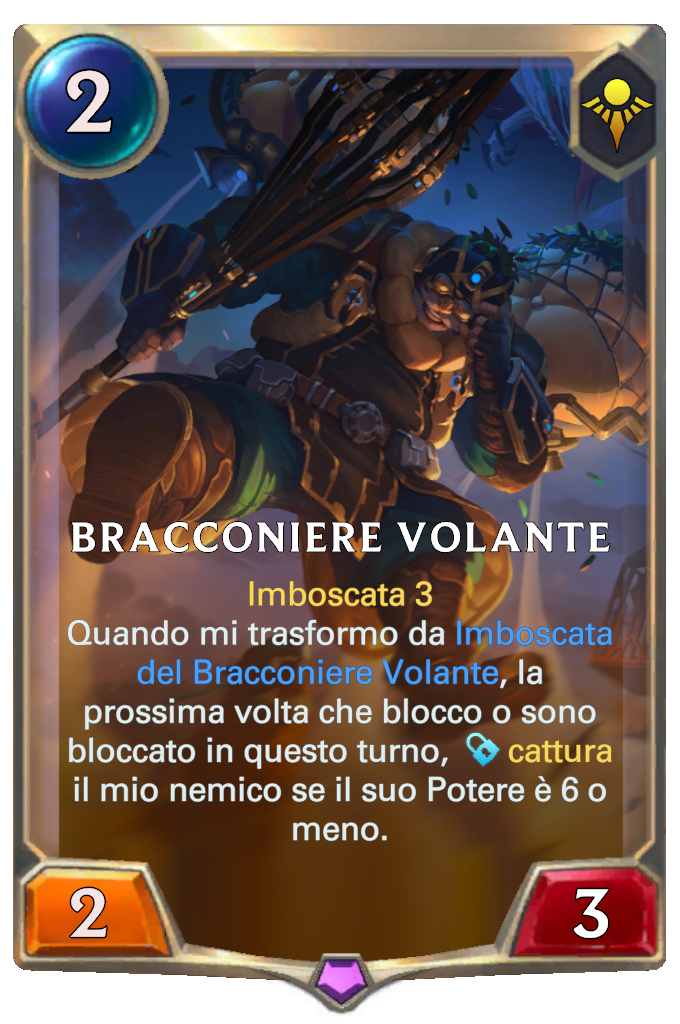 2
BRACCONIERE VOLANTE
Imboscata 3
Quando mi trasformo da Imboscata
del Bracconiere Volante, la
prossima volta che blocco o sono
bloccato in questo turno, cattura
il mio nemico se il suo Potere è 6 o
meno.
2
3